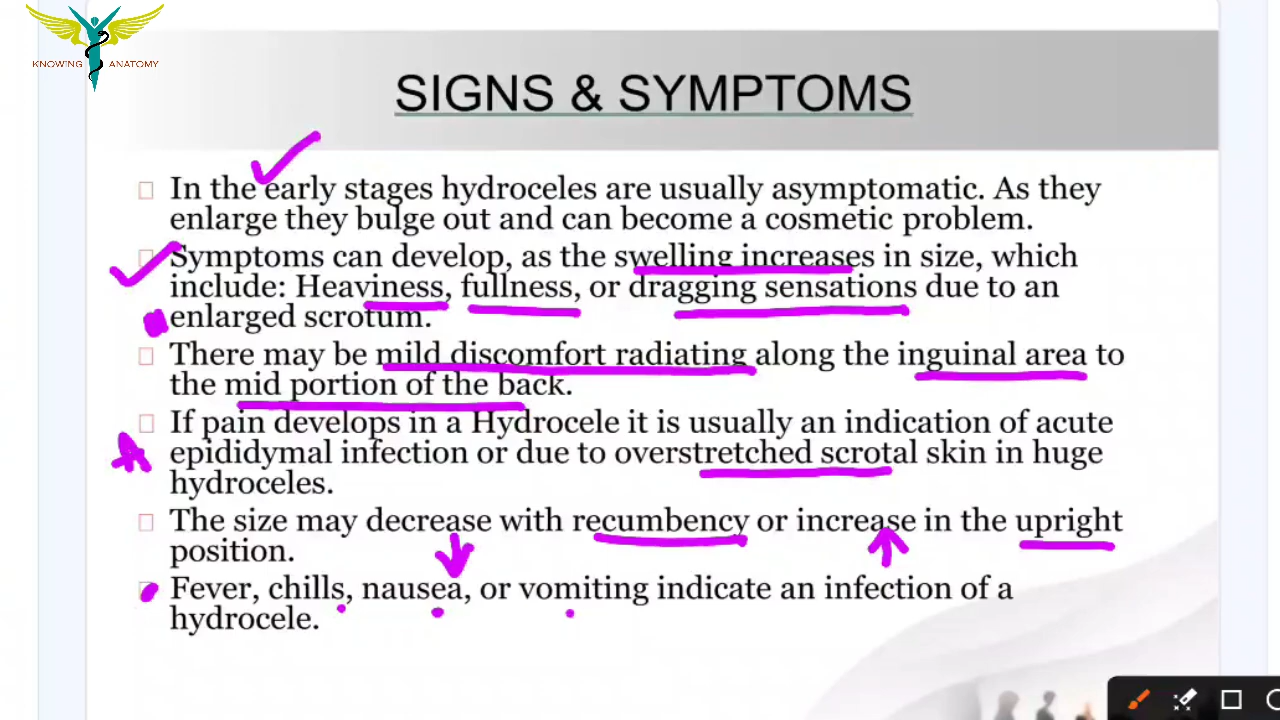 KNOWING ANATOMY
SIGNS & SYMPTOMS
In the early stages hydroceles are usually asymptomatic. As they
enlarge they bulge out and can become a cosmetic problem.
Symptoms can develop, as the swelling increases in size, which
include: Heaviness, fullness, or dragging sensations due to an
enlarged scrotum.
There may be mild discomfort radiating along the inguinal area to
the mid portion of the back.
If pain develops in a Hydrocele it is usually an indication of acute
epididymal infection or due to overstretched scrotal skin in huge
hydroceles.
The size may decrease with recumbency or increase in the upright
position.
Fever, chills, nausea, or vomiting indicate an infection of a
hydrocele.